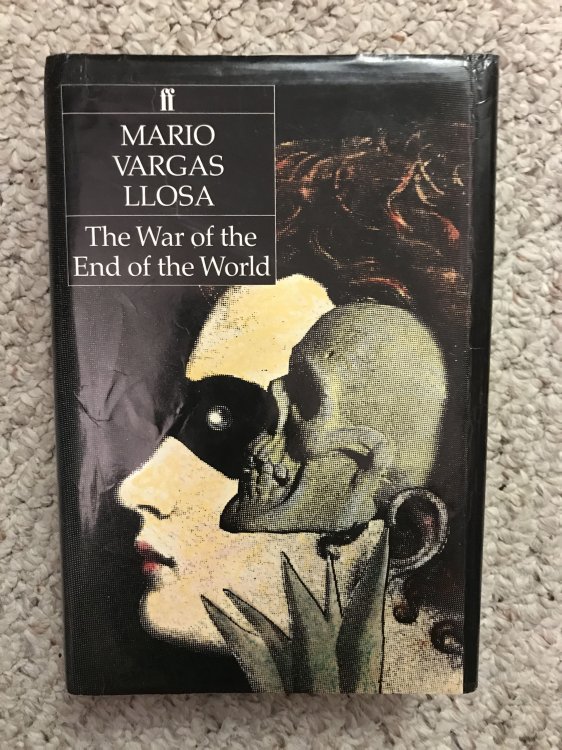 ff
MARIO
VARGAS
LLOSA
The War of the
End of the World